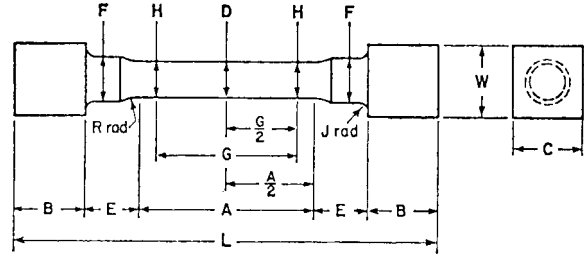 F H D H F
W
R rad G/2 J rad
G C
A/2
B E A E B
L